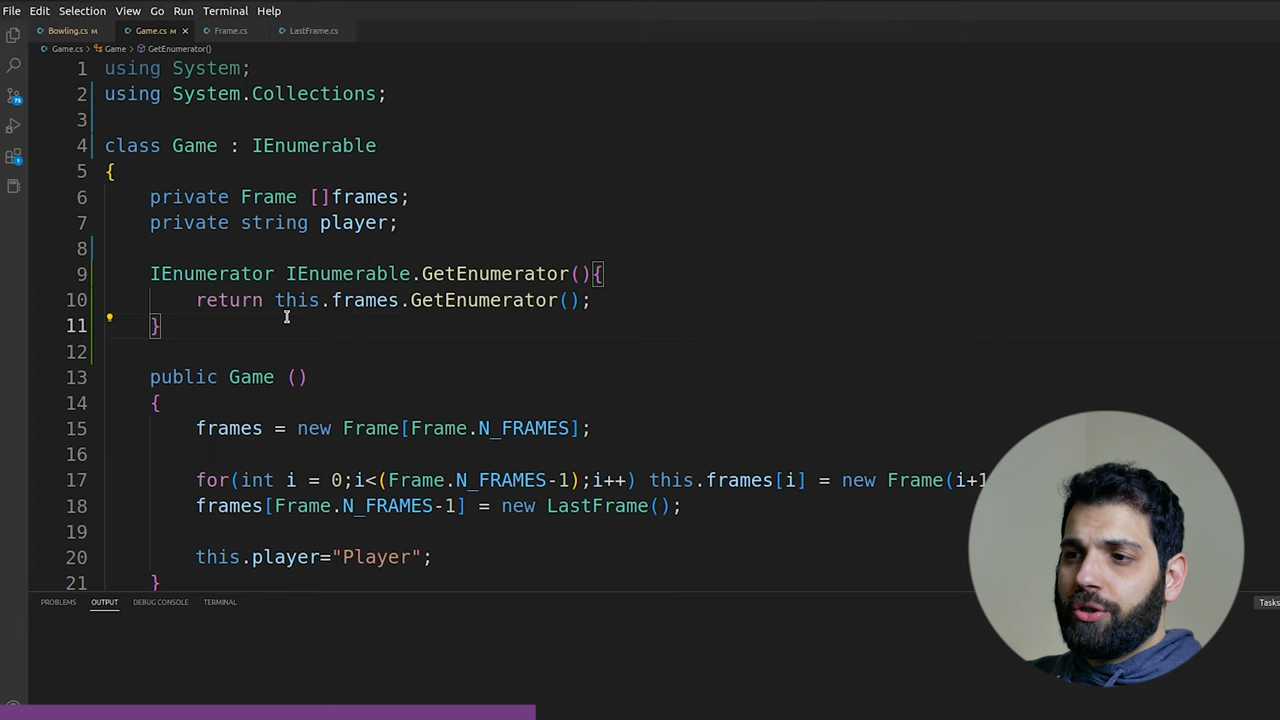 File Edit Selection View Go Run Terminal Help
Bowling.cs M Game.cs M × Frame.cs LastFrame.cs
Game.cs > Game > GetEnumerator()
1 using System;
2 using System.Collections;
3
4 class Game : IEnumerable
5 {
6 private Frame []frames;
7 private string player;
8
9 IEnumerator IEnumerable.GetEnumerator(){
10 return this.frames.GetEnumerator();
11 }
12
13 public Game ()
14 {
15 frames = new Frame[Frame.N_FRAMES];
16
17 for(int i = 0;i<(Frame.N_FRAMES-1);i++) this.frames[i] = new Frame(i+1
18 frames[Frame.N_FRAMES-1] = new LastFrame();
19
20 this.player="Player";
21 }
PROBLEMS OUTPUT DEBUG CONSOLE TERMINAL Tasks